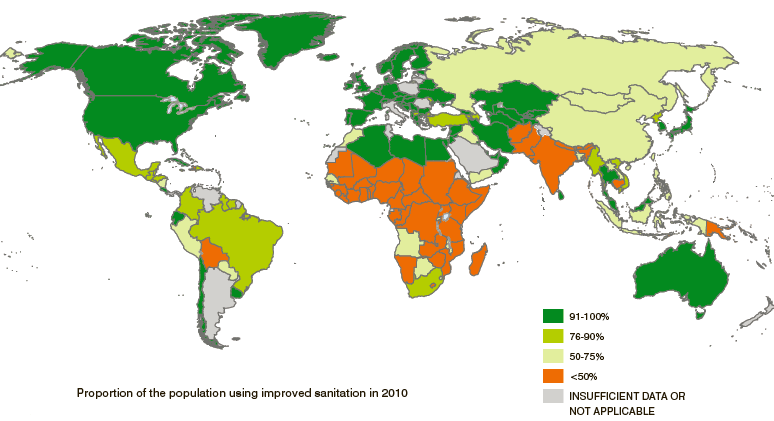 91-100%
76-90%
50-75%
<50%
INSUFFICIENT DATA OR
NOT APPLICABLE
Proportion of the population using improved sanitation in 2010